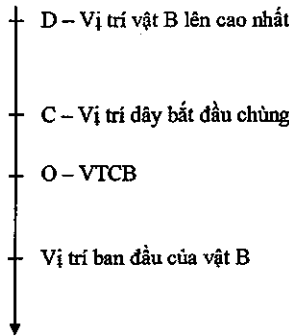 D – Vị trí vật B lên cao nhất
C – Vị trí dây bắt đầu chùng
O – VTCB
Vị trí ban đầu của vật B